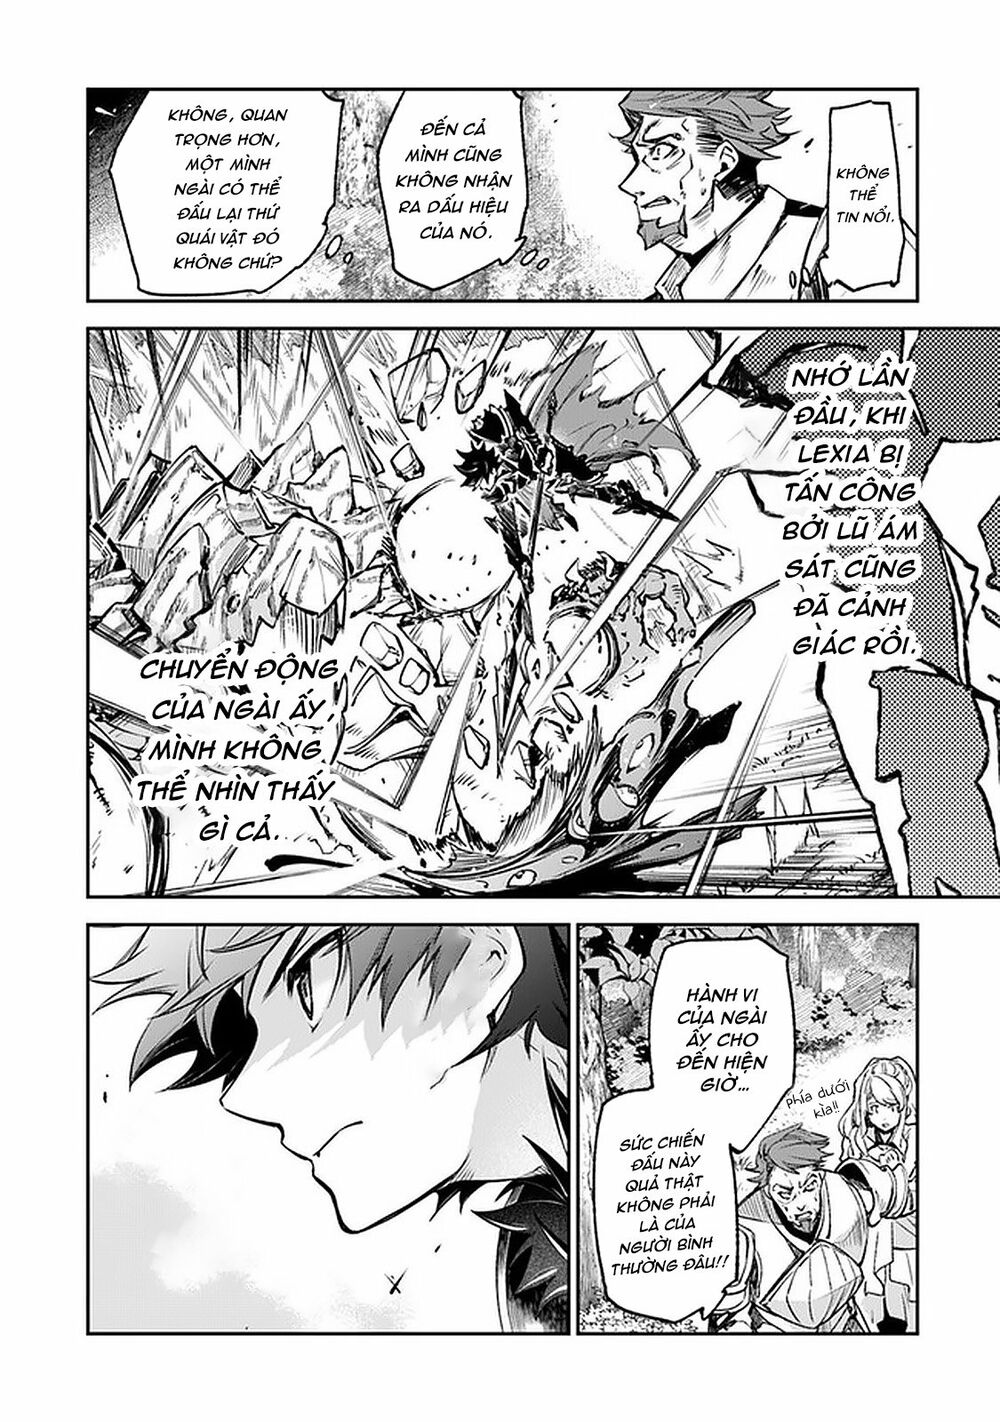 KHÔNG
THỂ
TIN NỔI.
ĐẾN CẢ
MÌNH CŨNG
KHÔNG NHẬN
RA DẤU HIỆU
CỦA NÓ.
KHÔNG, QUAN
TRỌNG HƠN,
MỘT MÌNH
NGÀI CÓ THỂ
ĐẤU LẠI THỨ
QUÁI VẬT ĐÓ
KHÔNG CHỨ?
NHỚ LẦN
ĐẦU, KHI
LEXIA BỊ
TẤN CÔNG
BỞI LŨ ÁM
SÁT CŨNG
ĐÃ CẢNH
GIÁC RỒI.
CHUYỂN ĐỘNG
CỦA NGÀI ẤY,
MÌNH KHÔNG
THỂ NHÌN THẤY
GÌ CẢ.
HÀNH VI
CỦA NGÀI
ẤY CHO
ĐẾN HIỆN
GIỜ...
phía dưới
kìa!!
SỨC CHIẾN
ĐẤU NÀY
QUẢ THẬT
KHÔNG PHẢI
LÀ CỦA
NGƯỜI BÌNH
THƯỜNG ĐÂU!!